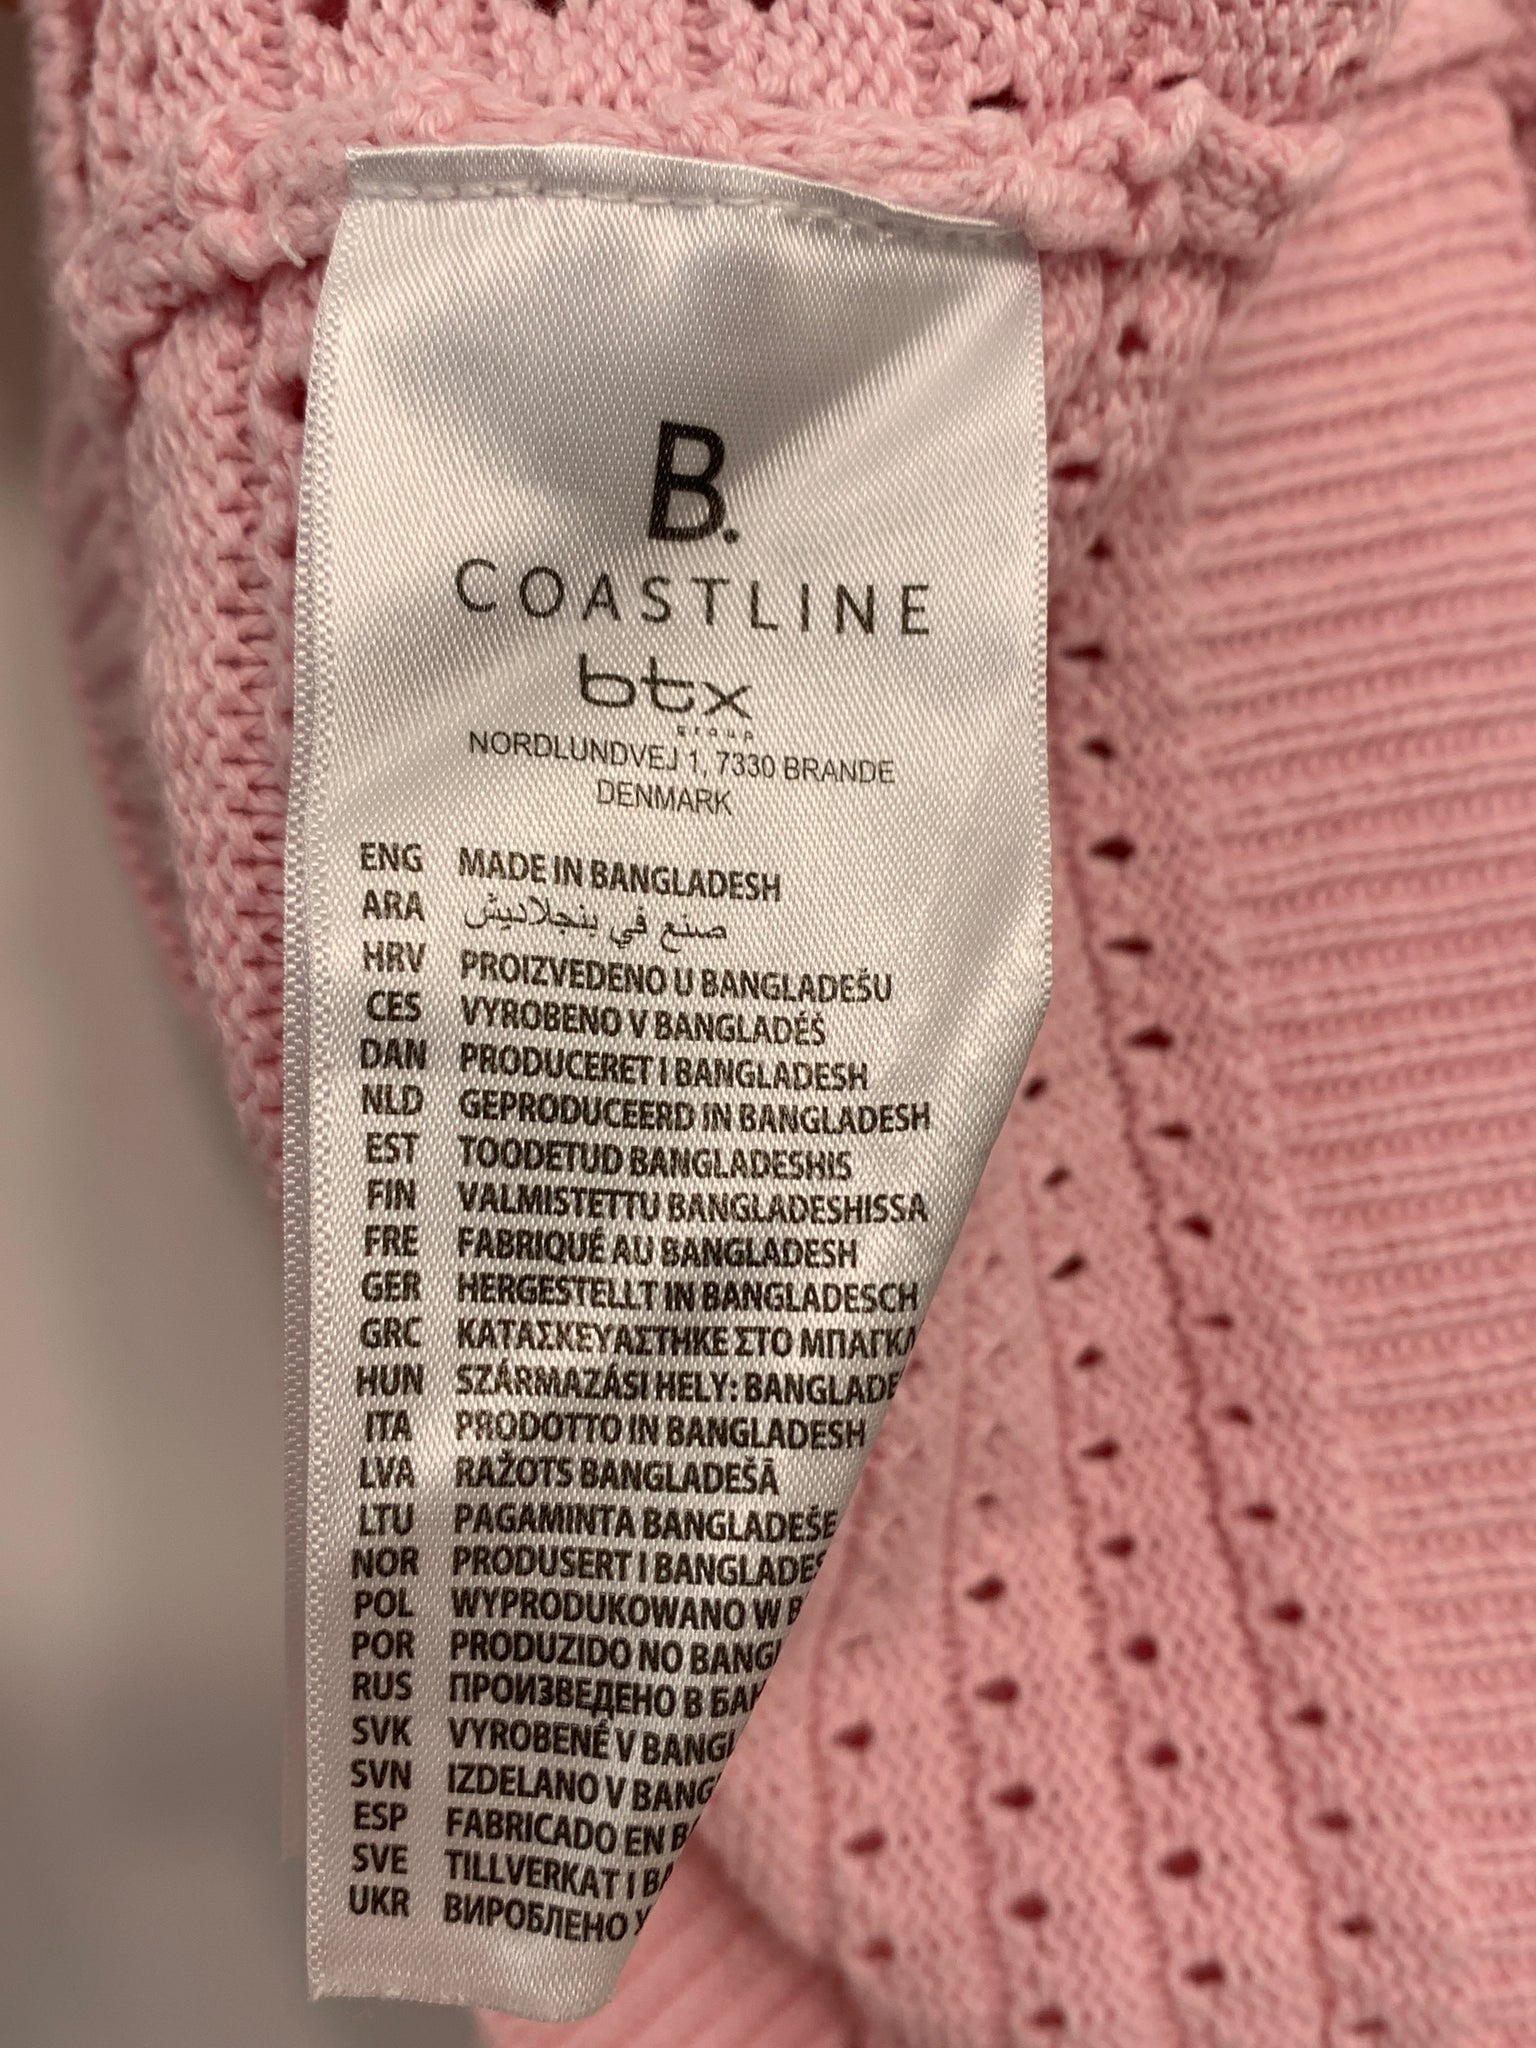 B.
COASTLINE
btx
group
NORDLUNDVEJ 1, 7330 BRANDE
DENMARK
ENG MADE IN BANGLADESH
ARA صنع في بنجلاديش
HRV PROIZVEDENO U BANGLADEŠU
CES VYROBENO V BANGLADÉŠ
DAN PRODUCERET I BANGLADESH
NLD GEPRODUCEERD IN BANGLADESH
EST TOODETUD BANGLADESHIS
FIN VALMISTETTU BANGLADESHISSA
FRE FABRIQUÉ AU BANGLADESH
GER HERGESTELLT IN BANGLADESCH
GRC ΚΑΤΑΣΚΕΥΑΣΤΗΚΕ ΣΤΟ
HUN SZÁRMAZÁSI HELY:
ITA PRODOTTO IN BANGLADESH
LVA RAŽOTS BANGLADEŠĀ
LTU PAGAMINTA BANGLADEŠE
NOR PRODUSERT I
POL WYPRODUKOWANO W
POR PRODUZIDO NO
RUS ПРОИЗВЕДЕНО В
SVK VYROBENÉ V
SVN IZDELANO V
ESP FABRICADO EN
SVE TILLVERKAT I
UKR ВИРОБЛЕНО